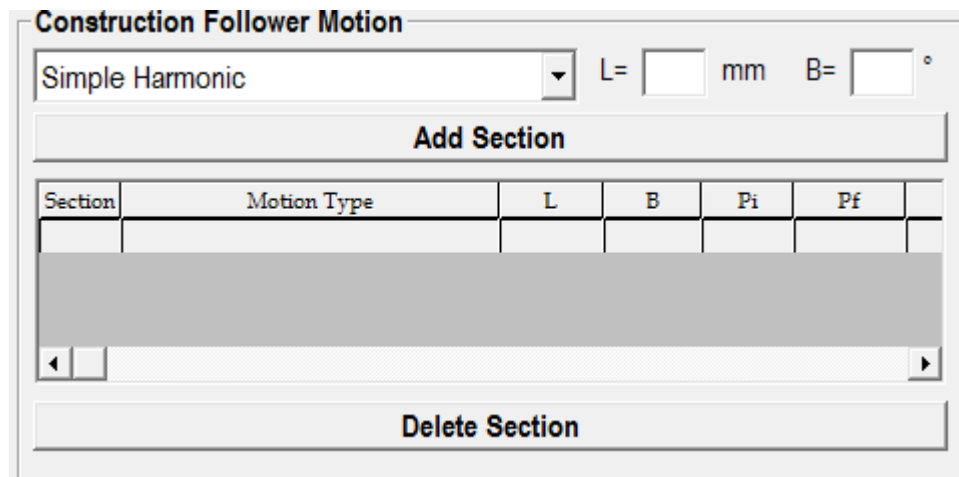 Construction Follower Motion
Simple Harmonic L= mm B= °
Add Section
Section Motion Type L B Pi Pf
Delete Section